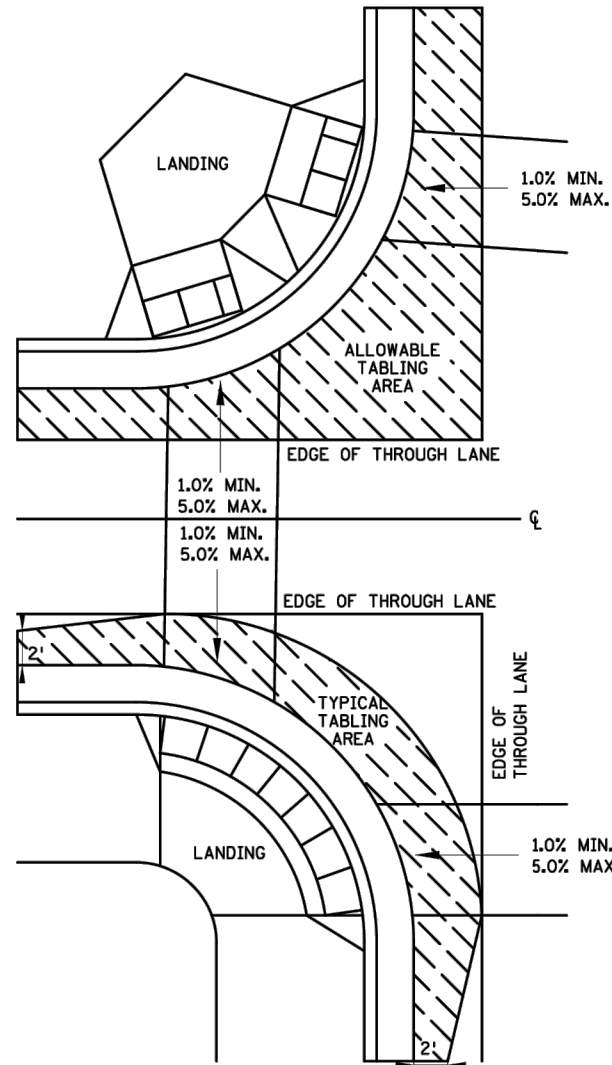 LANDING
1.0% MIN.
5.0% MAX.
ALLOWABLE
TABLING
AREA
EDGE OF THROUGH LANE
1.0% MIN.
5.0% MAX.
℄
1.0% MIN.
5.0% MAX.
EDGE OF THROUGH LANE
2'
TYPICAL
TABLING
AREA
EDGE OF
THROUGH LANE
LANDING
1.0% MIN.
5.0% MAX
2'